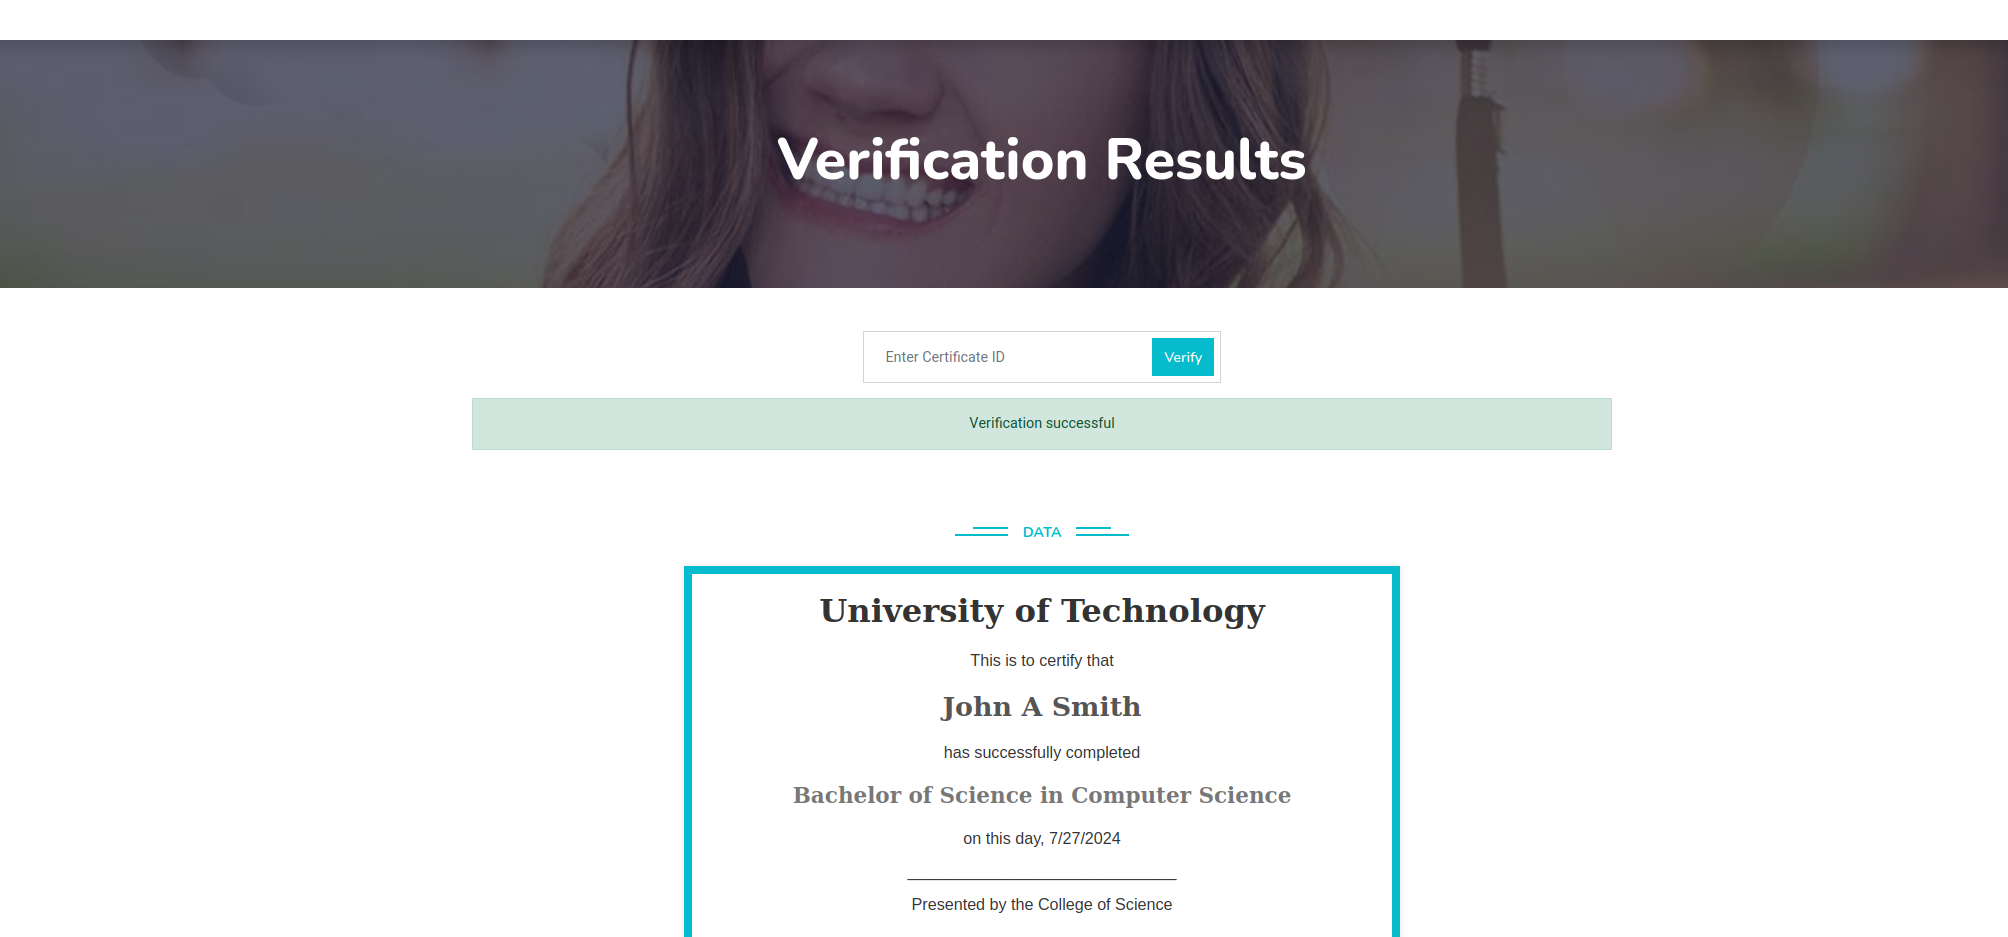 Verification Results
Enter Certificate ID
Verify
Verification successful
DATA
University of Technology
This is to certify that
John A Smith
has successfully completed
Bachelor of Science in Computer Science
on this day, 7/27/2024
Presented by the College of Science